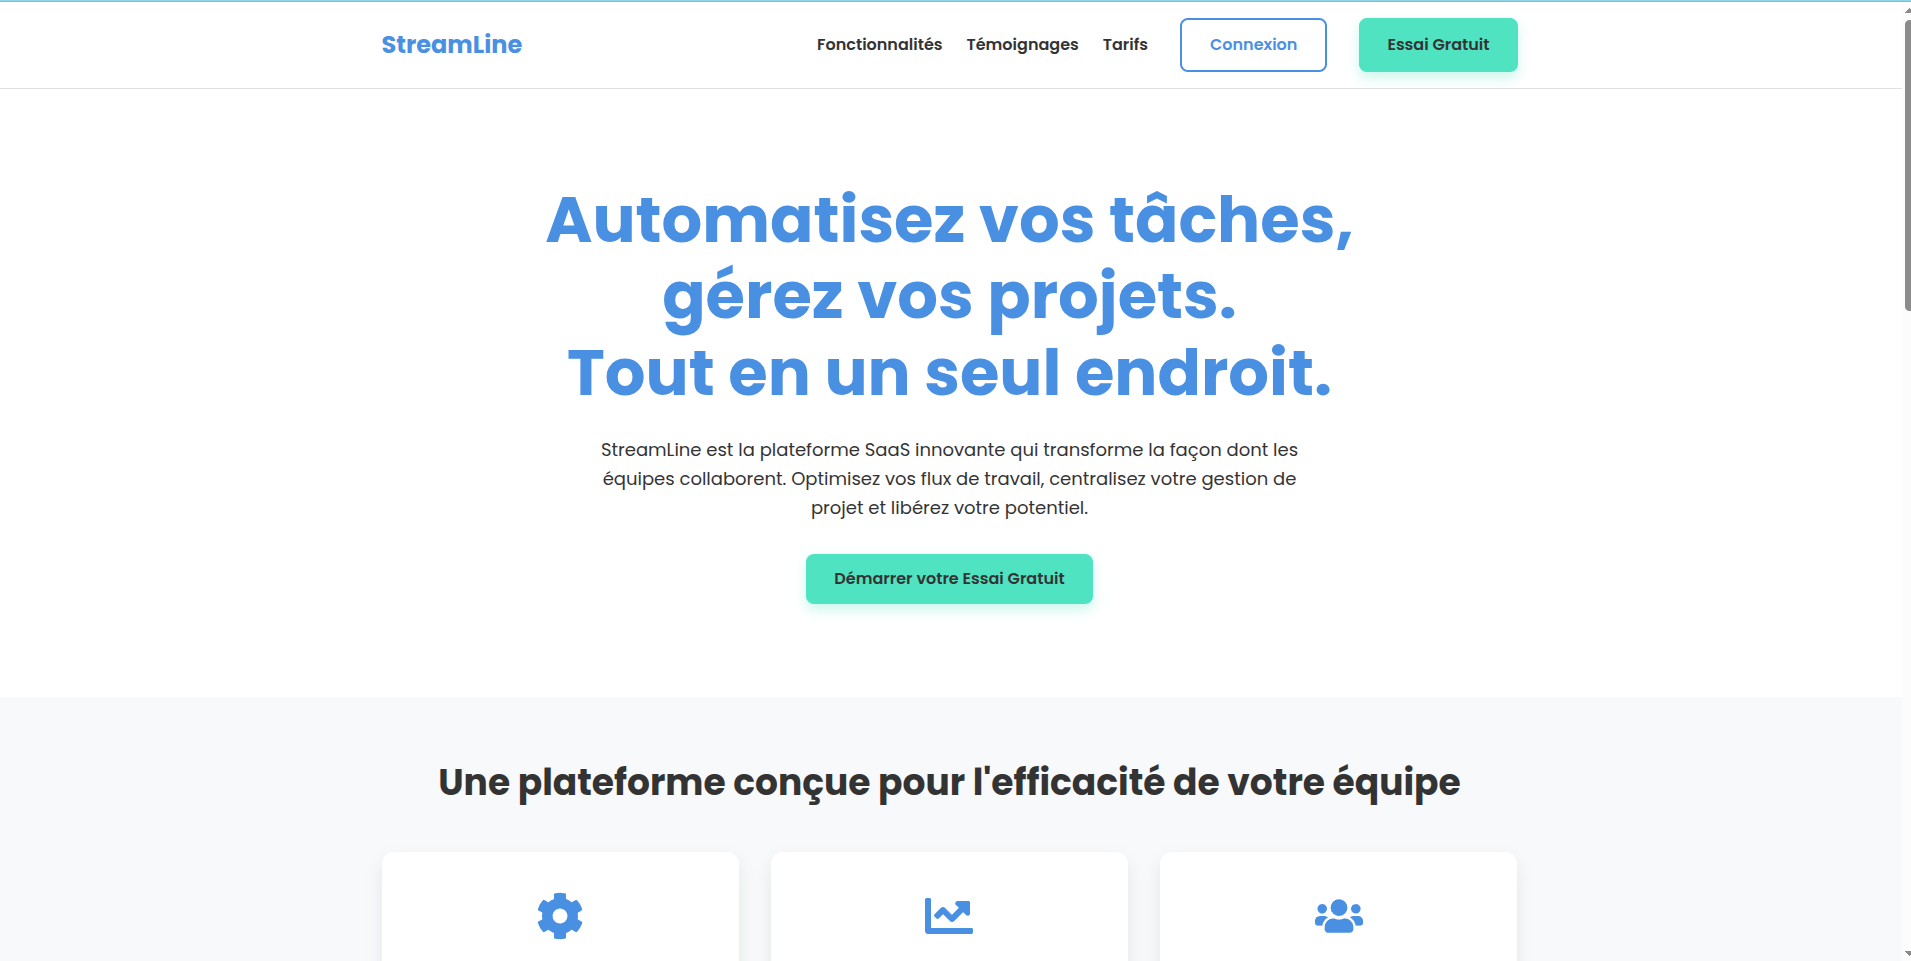 StreamLine
Fonctionnalités
Témoignages
Tarifs
Connexion
Essai Gratuit
Automatisez vos tâches,
gérez vos projets.
Tout en un seul endroit.
StreamLine est la plateforme SaaS innovante qui transforme la façon dont les
équipes collaborent. Optimisez vos flux de travail, centralisez votre gestion de
projet et libérez votre potentiel.
Démarrer votre Essai Gratuit
Une plateforme conçue pour l'efficacité de votre équipe